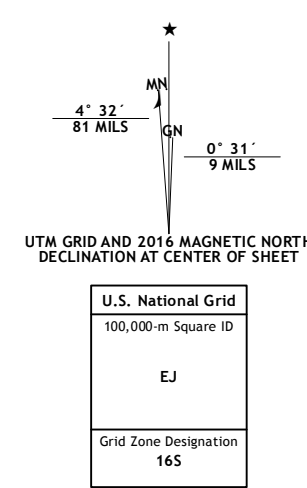 ★
MN
4° 32´
81 MILS
GN
0° 31´
9 MILS
UTM GRID AND 2016 MAGNETIC NORTH
DECLINATION AT CENTER OF SHEET
U.S. National Grid
100,000-m Square ID
EJ
Grid Zone Designation
16S